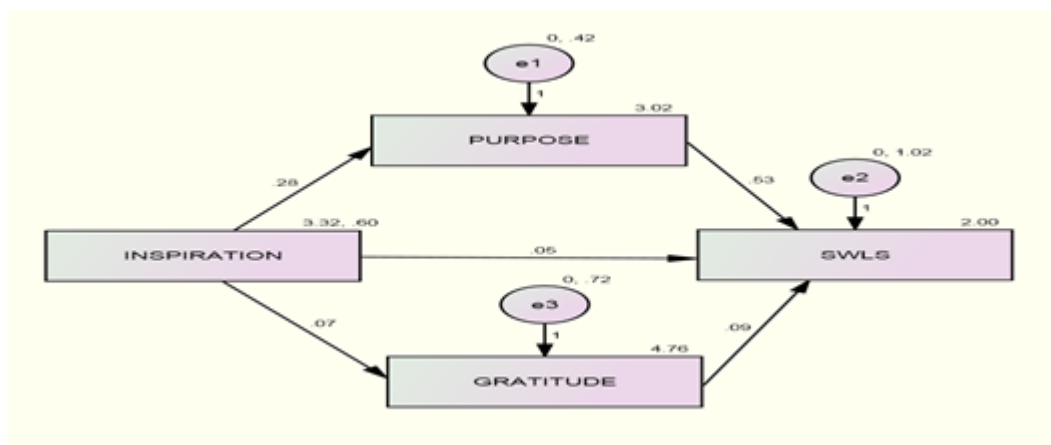 0, .42
e1
1
3.02
PURPOSE
0, 1.02
e2
.28
.53
1
3.32, .60
2.00
INSPIRATION
.05
SWLS
0, .72
e3
.07
1
.09
4.76
GRATITUDE